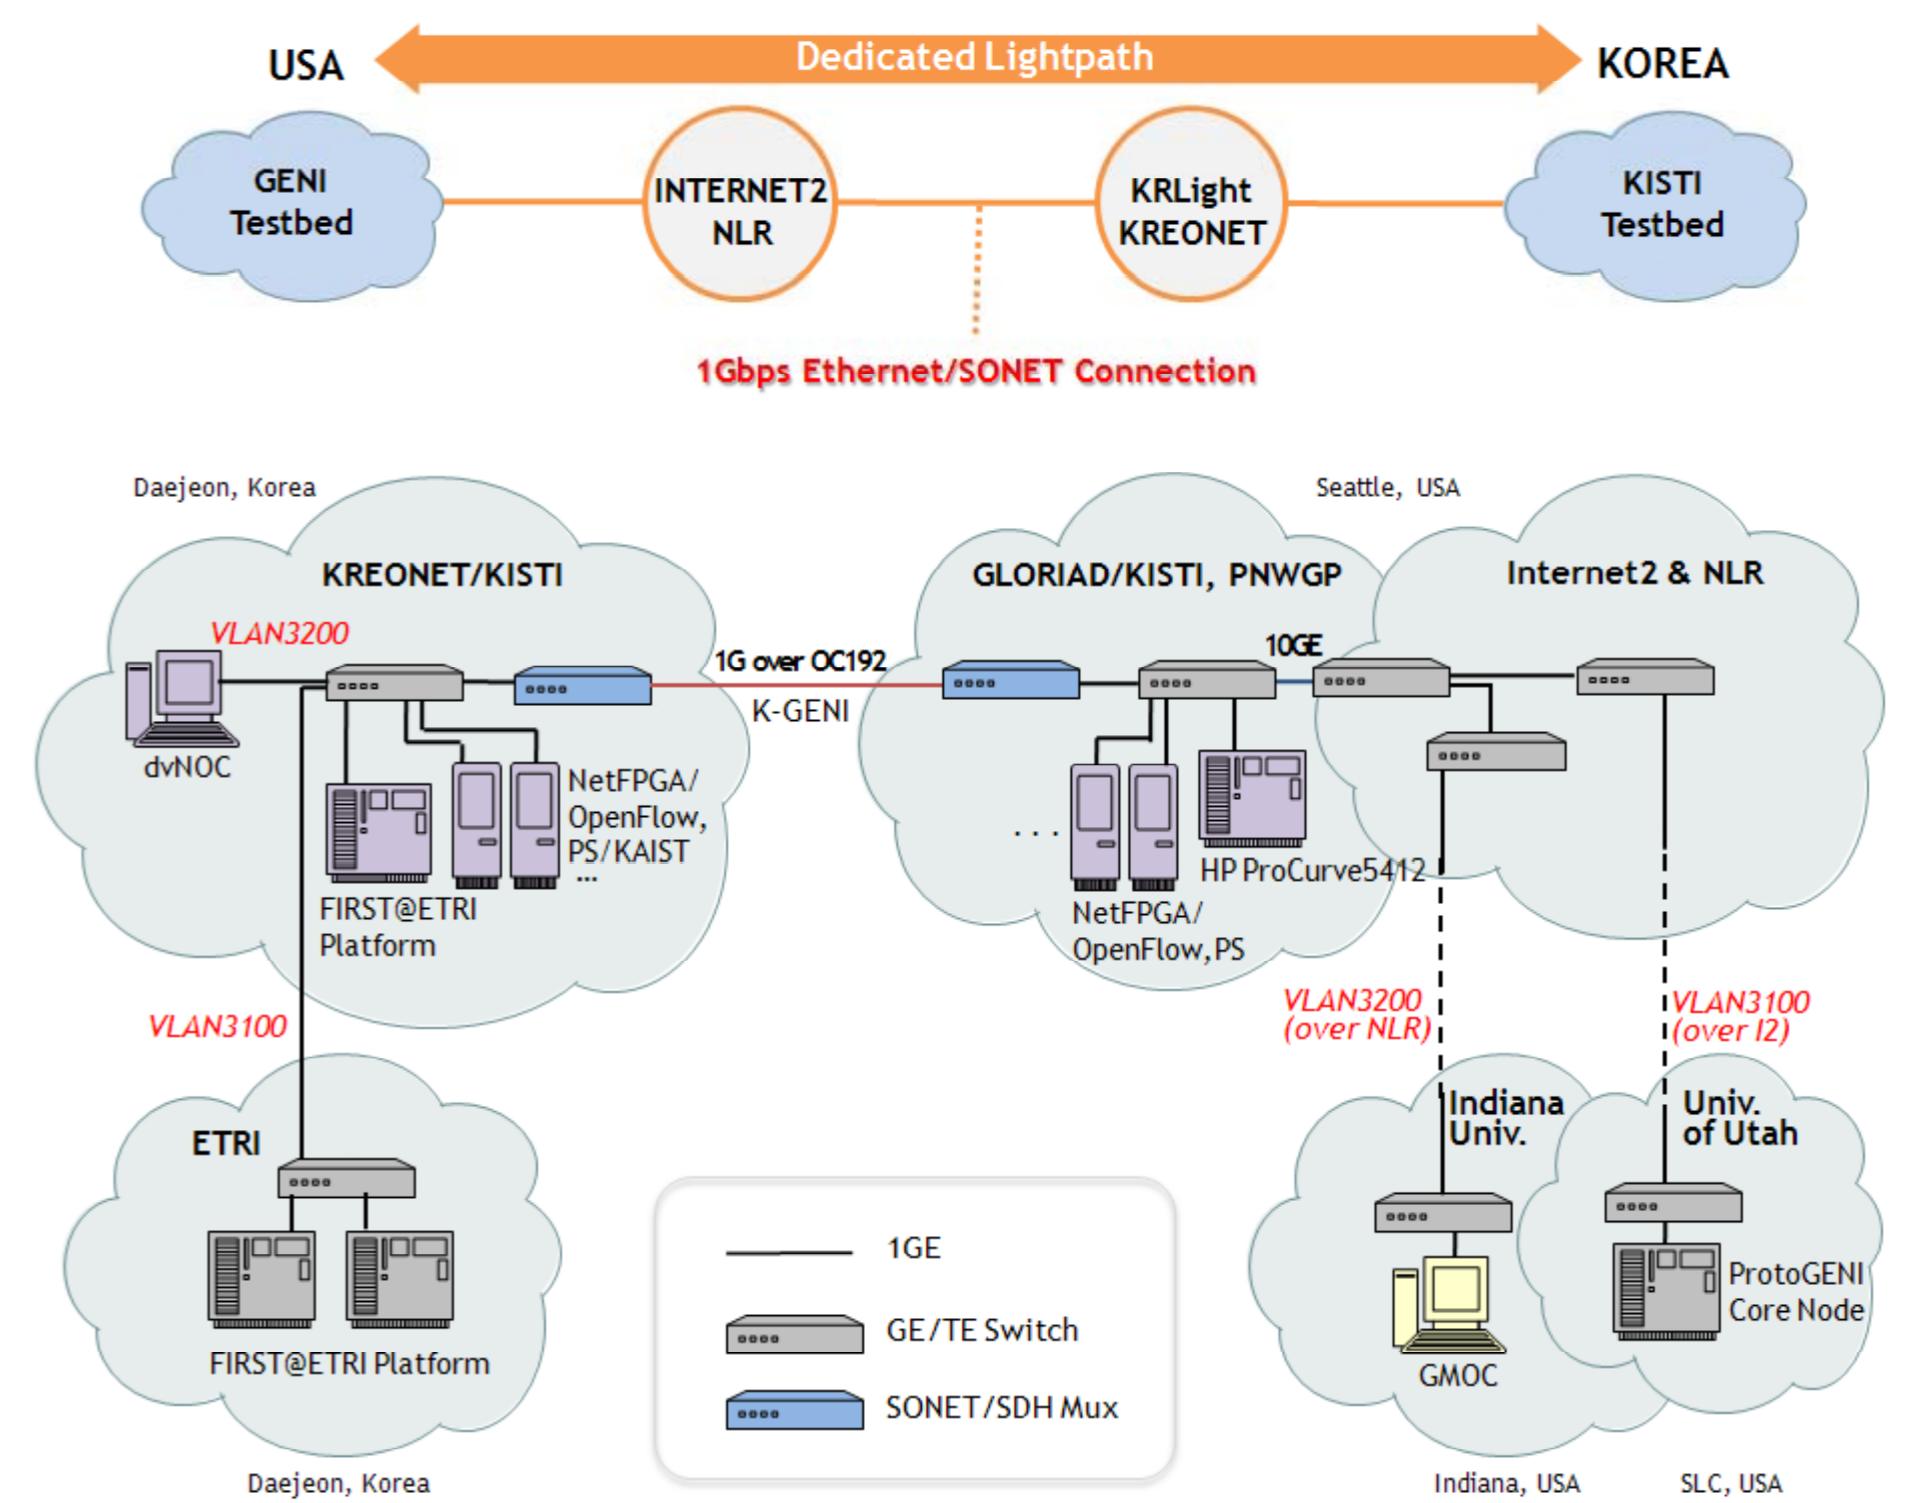 USA
Dedicated Lightpath
KOREA
GENI
Testbed
INTERNET2
NLR
KRLight
KREONET
KISTI
Testbed
1Gbps Ethernet/SONET Connection
Daejeon, Korea
KREONET/KISTI
VLAN3200
dvNOC
NetFPGA/
OpenFlow,
PS/KAIST
...
FIRST@ETRI
Platform
1G over OC192
K-GENI
Seattle, USA
GLORIAD/KISTI, PNWGP
10GE
Internet2 & NLR
. . .
HP ProCurve5412
NetFPGA/
OpenFlow,PS
VLAN3100
VLAN3200
(over NLR)
VLAN3100
(over I2)
ETRI
FIRST@ETRI Platform
Daejeon, Korea
1GE
GE/TE Switch
SONET/SDH Mux
Indiana
Univ.
GMOC
Indiana, USA
Univ.
of Utah
ProtoGENI
Core Node
SLC, USA